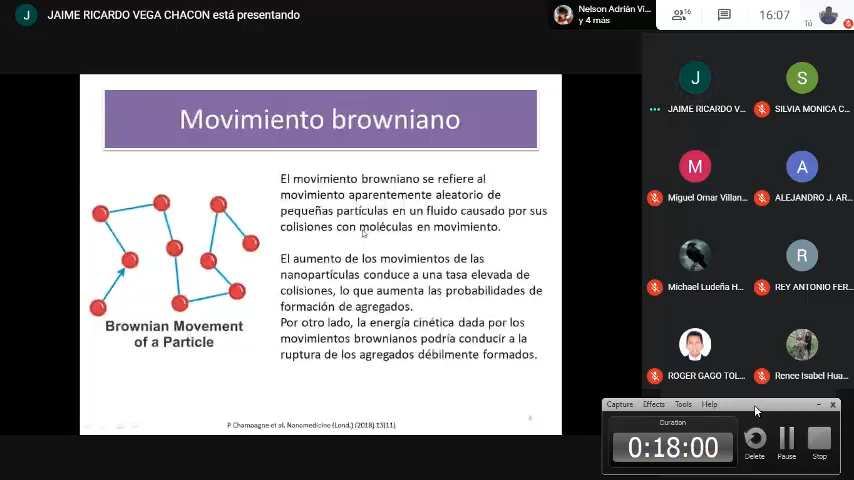 J JAIME RICARDO VEGA CHACON está presentando
Nelson Adrián Vi...
y 4 más
16
16:07
Tú
Movimiento browniano
El movimiento browniano se refiere al
movimiento aparentemente aleatorio de
pequeñas partículas en un fluido causado por sus
colisiones con moléculas en movimiento.
El aumento de los movimientos de las
nanopartículas conduce a una tasa elevada de
colisiones, lo que aumenta las probabilidades de
formación de agregados.
Por otro lado, la energía cinética dada por los
movimientos brownianos podría conducir a la
ruptura de los agregados débilmente formados.
Brownian Movement
of a Particle
P Chamaagne et al, Nanomedicine (Lond.) (2018) 13(11)
J
JAIME RICARDO V...
S
SILVIA MONICA C...
M
Miguel Omar Villan...
A
ALEJANDRO J. AR...
Michael Ludeña H...
R
REY ANTONIO FER...
ROGER GAGO TOL...
Renee Isabel Hua...
Capture Effects Tools Help
Duration
0:18:00
Delete Pause Stop